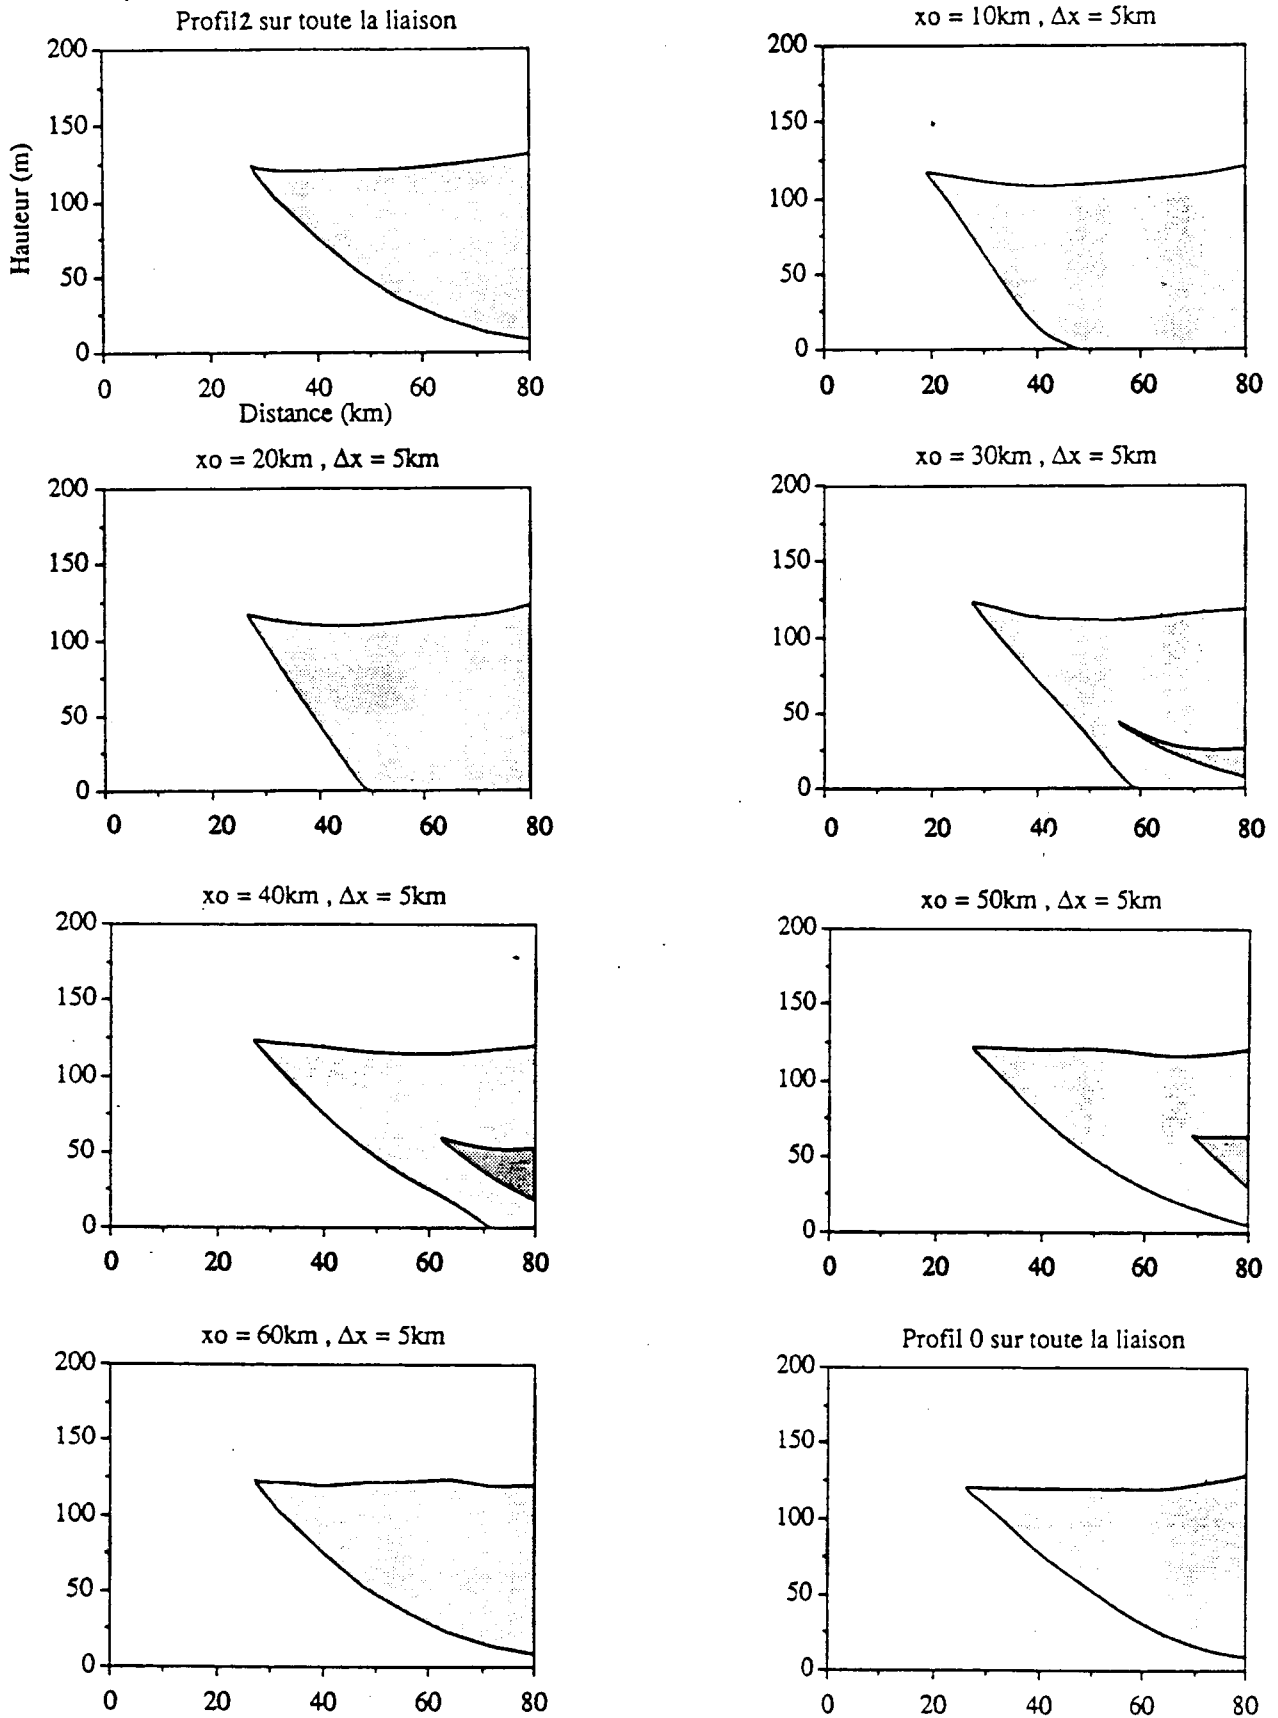 Profil2 sur toute la liaison
200
150
100
50
0
Hauteur (m)
0 20 40 60 80
Distance (km)
xo = 10km , Δx = 5km
200
150
100
50
0
0 20 40 60 80
xo = 20km , Δx = 5km
200
150
100
50
0
0 20 40 60 80
xo = 30km , Δx = 5km
200
150
100
50
0
0 20 40 60 80
xo = 40km , Δx = 5km
200
150
100
50
0
0 20 40 60 80
xo = 50km , Δx = 5km
200
150
100
50
0
0 20 40 60 80
xo = 60km , Δx = 5km
200
150
100
50
0
0 20 40 60 80
Profil 0 sur toute la liaison
200
150
100
50
0
0 20 40 60 80